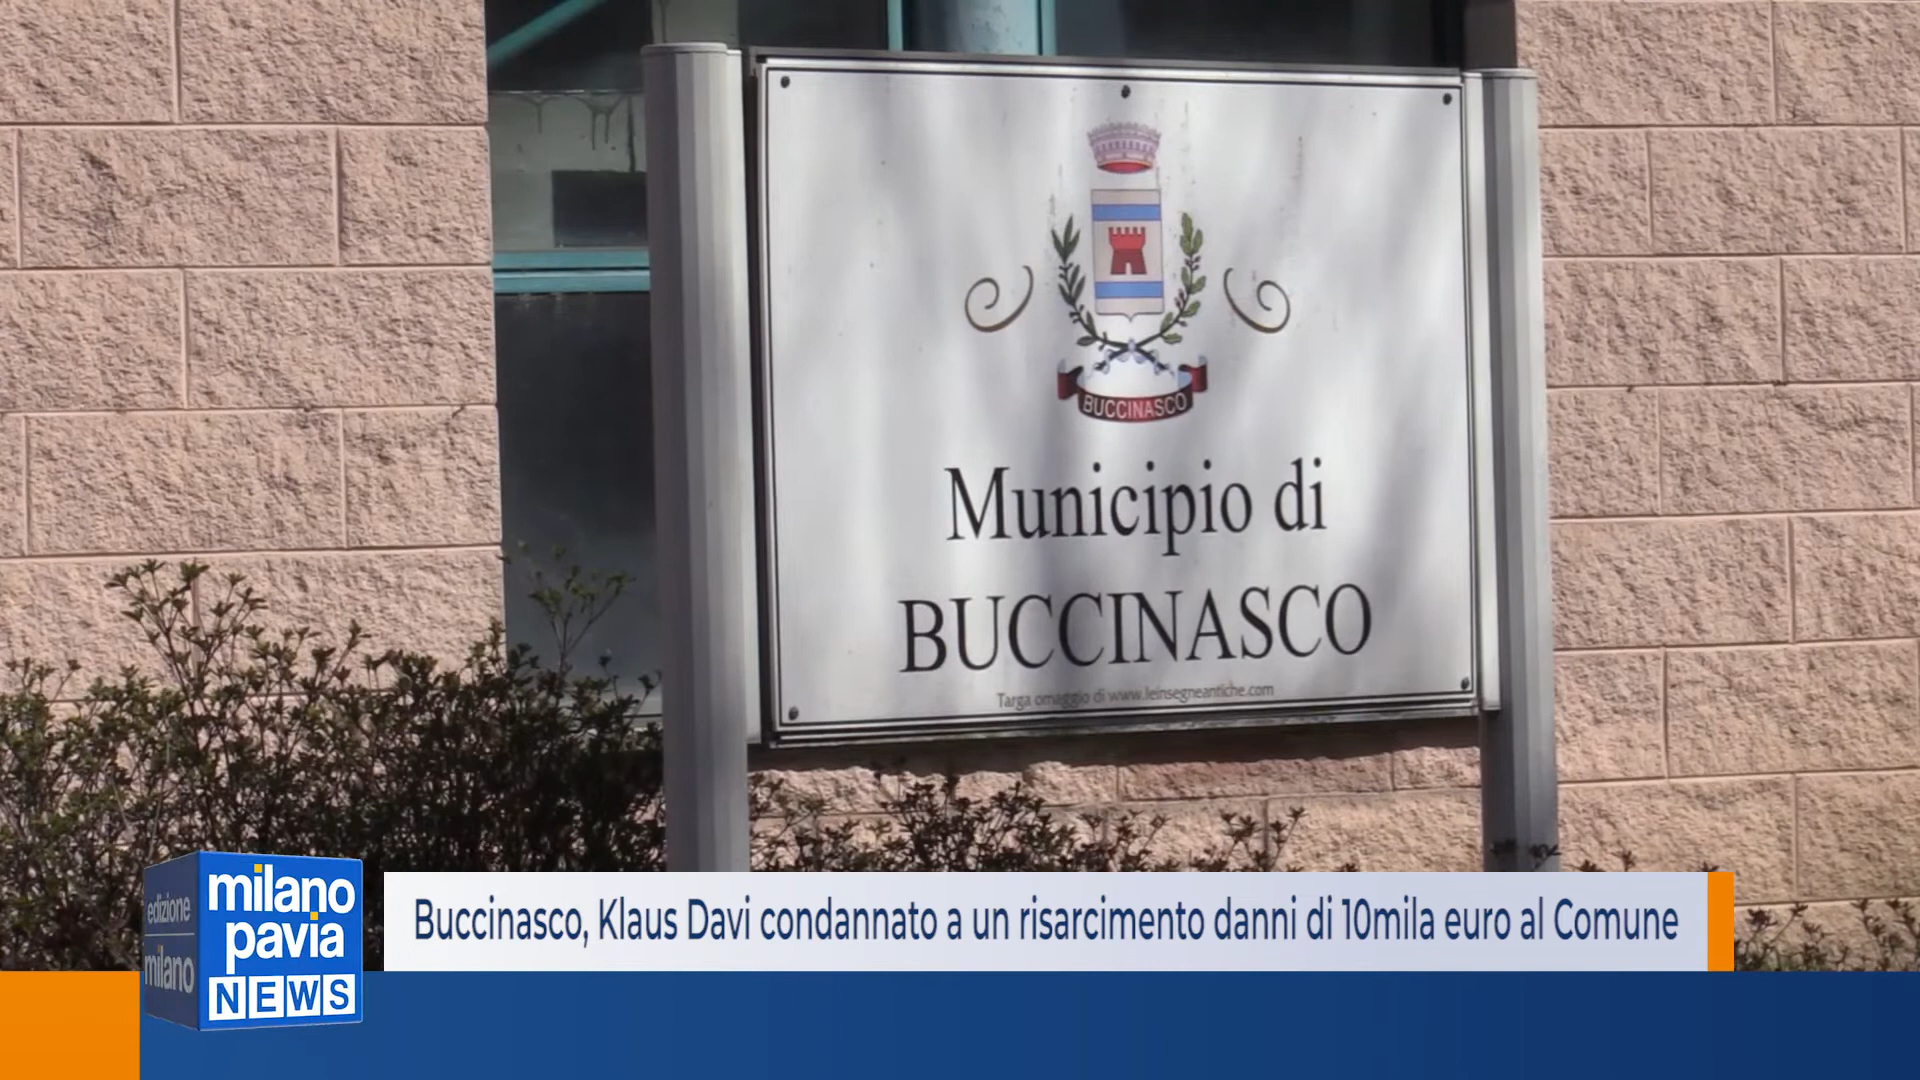 BUCCINASCO
Municipio di
BUCCINASCO
Targa omaggio di www.leinsegneantiche.com
edizione
milano
milano
pavia
NEWS
Buccinasco, Klaus Davi condannato a un risarcimento danni di 10mila euro al Comune